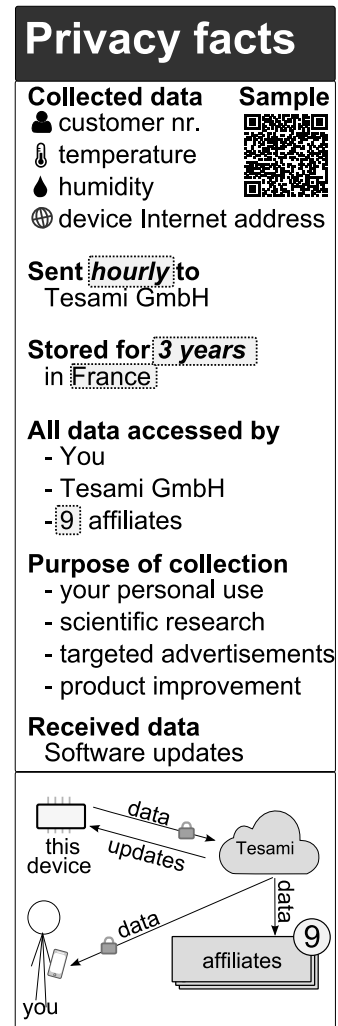 Privacy facts
Collected data Sample
customer nr.
temperature
humidity
device Internet address
Sent hourly to
Tesami GmbH
Stored for 3 years
in France
All data accessed by
- You
- Tesami GmbH
- 9 affiliates
Purpose of collection
- your personal use
- scientific research
- targeted advertisements
- product improvement
Received data
Software updates
data
updates
this
device
Tesami
data
data
9
affiliates
you